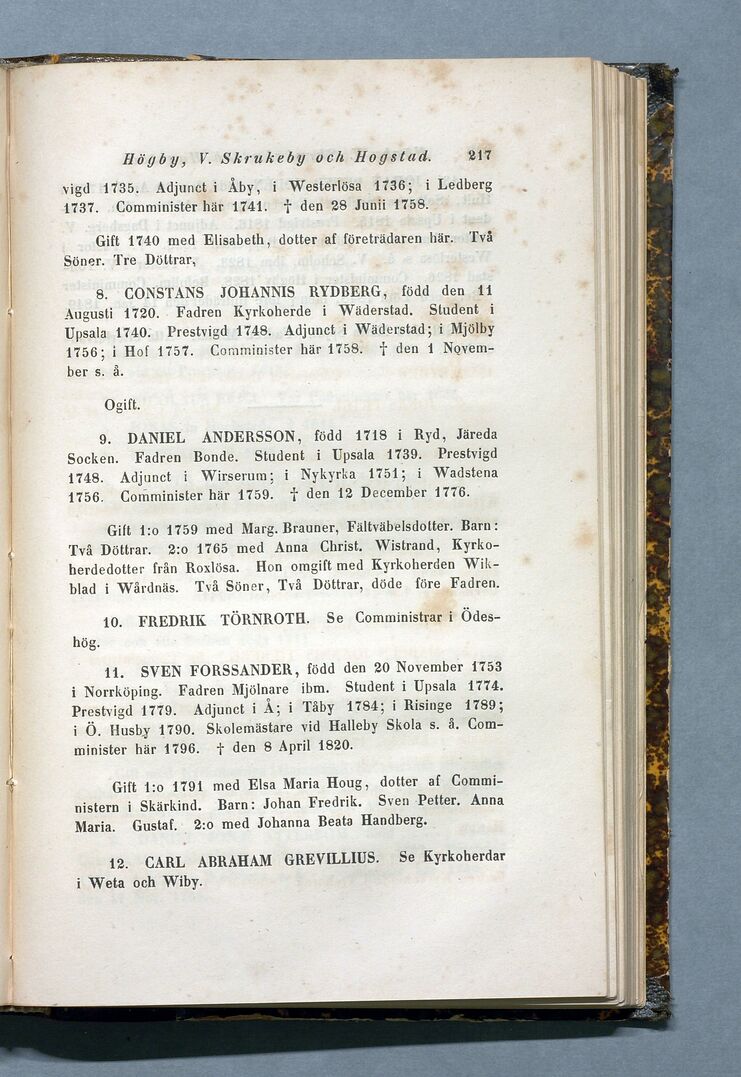 Högby, V. Skrukeby och Hogstad. 217
vigd 1735. Adjunct i Åby, i Westerlösa 1736; i Ledberg
1737. Comminister här 1741. † den 28 Junii 1758.
Gift 1740 med Elisabeth, dotter af företrädaren här. Två
Söner. Tre Döttrar,
8. CONSTANS JOHANNIS RYDBERG, född den 11
Augusti 1720. Fadren Kyrkoherde i Wäderstad. Student i
Upsala 1740. Prestvigd 1748. Adjunct i Wäderstad; i Mjölby
1756; i Hof 1757. Comminister här 1758. † den 1 Novem-
ber s. å.
Ogift.
9. DANIEL ANDERSSON, född 1718 i Ryd, Järeda
Socken. Fadren Bonde. Student i Upsala 1739. Prestvigd
1748. Adjunct i Wirserum; i Nykyrka 1751; i Wadstena
1756. Comminister här 1759. † den 12 December 1776.
Gift 1:o 1759 med Marg. Brauner, Fältväbelsdotter. Barn:
Två Döttrar. 2:o 1765 med Anna Christ. Wistrand, Kyrko-
herdedotter från Roxlösa. Hon omgift med Kyrkoherden Wik-
blad i Wårdnäs. Två Söner, Två Döttrar, döde före Fadren.
10. FREDRIK TÖRNROTH. Se Comministrar i Ödes-
hög.
11. SVEN FORSSANDER, född den 20 November 1753
i Norrköping. Fadren Mjölnare ibm. Student i Upsala 1774.
Prestvigd 1779. Adjunct i Å; i Tåby 1784; i Risinge 1789;
i Ö. Husby 1790. Skolemästare vid Halleby Skola s. å. Com-
minister här 1796. † den 8 April 1820.
Gift 1:o 1791 med Elsa Maria Houg, dotter af Commi-
nistern i Skärkind. Barn: Johan Fredrik. Sven Petter. Anna
Maria. Gustaf. 2:o med Johanna Beata Handberg.
12. CARL ABRAHAM GREVILLIUS. Se Kyrkoherdar
i Weta och Wiby.